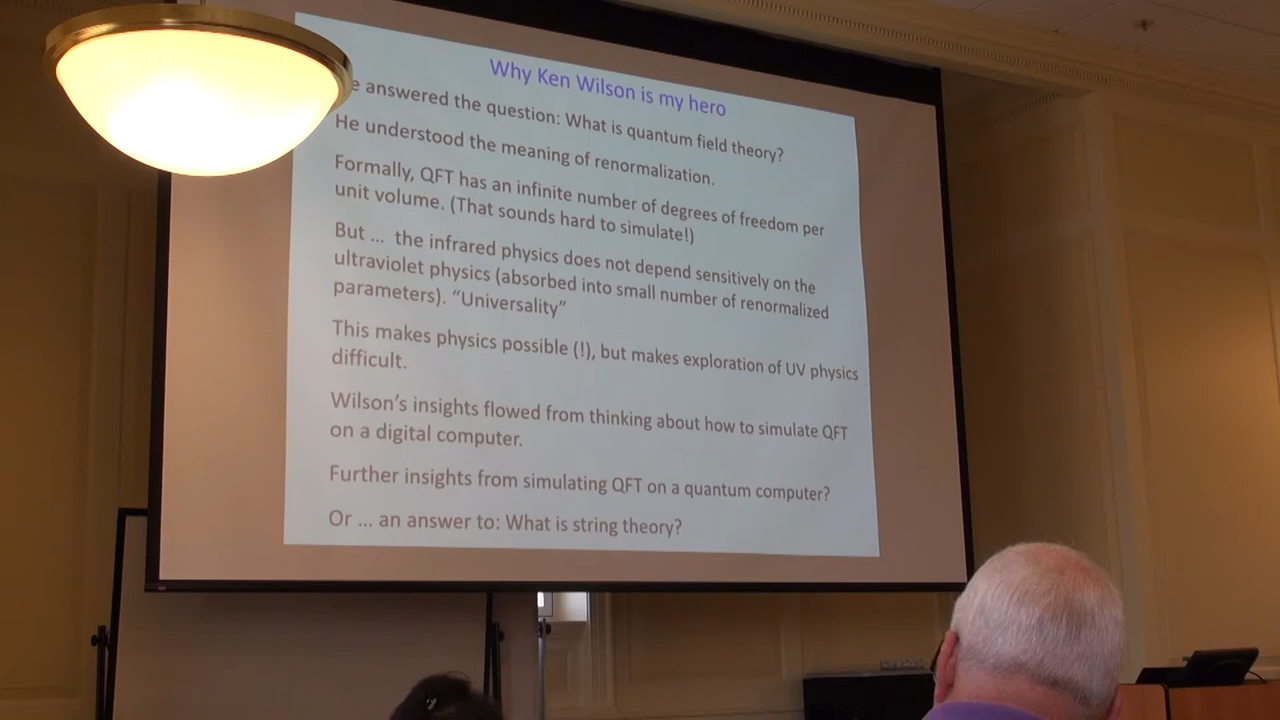 Why Ken Wilson is my hero
e answered the question: What is quantum field theory?
He understood the meaning of renormalization.
Formally, QFT has an infinite number of degrees of freedom per
unit volume. (That sounds hard to simulate!)
But ... the infrared physics does not depend sensitively on the
ultraviolet physics (absorbed into small number of renormalized
parameters). “Universality”
This makes physics possible (!), but makes exploration of UV physics
difficult.
Wilson’s insights flowed from thinking about how to simulate QFT
on a digital computer.
Further insights from simulating QFT on a quantum computer?
Or ... an answer to: What is string theory?